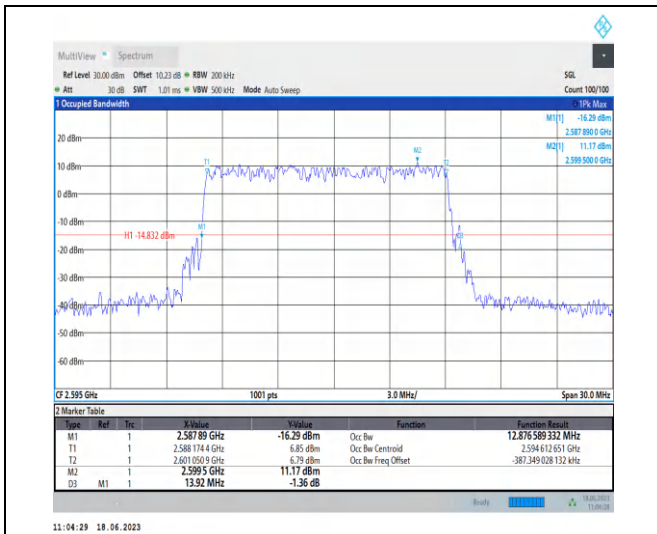 MultiView Spectrum
Ref Level 30.00 dBm Offset 10.23 dB RBW 200 kHz SGL
Att 30 dB SWT 1.01 ms VBW 500 kHz Mode Auto Sweep Count 100/100
1 Occupied Bandwidth 1Pk Max
M1[1] -16.29 dBm
2.587 890 0 GHz
M2[1] 11.17 dBm
2.599 500 0 GHz
20 dBm
M2
T1 T2
10 dBm
0 dBm
-10 dBm
M1
H1 -14.832 dBm
D3
-20 dBm
-30 dBm
-40 dBm
-50 dBm
-60 dBm
CF 2.595 GHz 1001 pts 3.0 MHz/ Span 30.0 MHz
2 Marker Table
Type Ref Trc X-Value Y-Value Function Function Result
M1 1 2.587 89 GHz -16.29 dBm Occ Bw 12.876 589 332 MHz
T1 1 2.588 174 4 GHz 6.85 dBm Occ Bw Centroid 2.594 612 651 GHz
T2 1 2.601 050 9 GHz 6.79 dBm Occ Bw Freq Offset -387.349 028 132 kHz
M2 1 2.599 5 GHz 11.17 dBm
D3 M1 1 13.92 MHz -1.36 dB
Ready 18.06.2023
11:04:28
11:04:29 18.06.2023